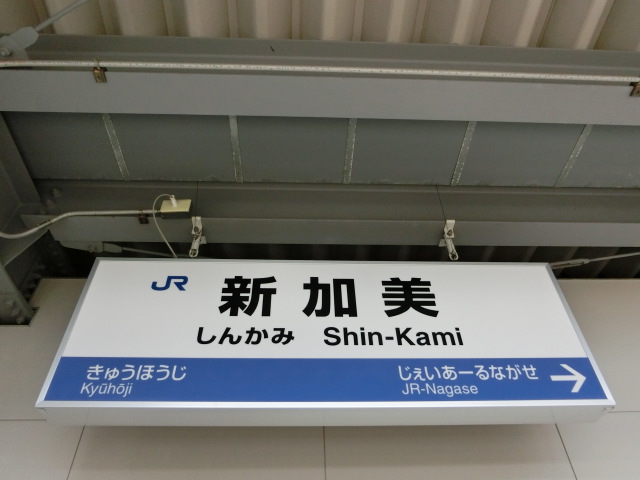 JR 新加美
しんかみ Shin-Kami
きゅうほうじ じぇいあーるながせ
Kyūhōji JR-Nagase